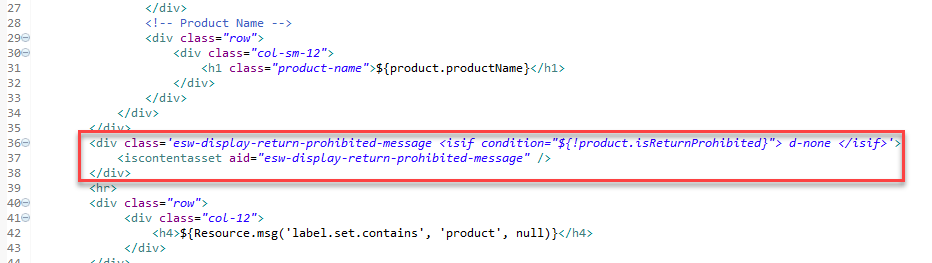 27 </div>
28 <!-- Product Name -->
29 <div class="row">
30 <div class="col-sm-12">
31 <h1 class="product-name">${product.productName}</h1>
32 </div>
33 </div>
34 </div>
35 </div>
36 <div class='esw-display-return-prohibited-message <isif condition="${!product.isReturnProhibited}"> d-none </isif>'>
37 <iscontentasset aid="esw-display-return-prohibited-message" />
38 </div>
39 <hr>
40 <div class="row">
41 <div class="col-12">
42 <h4>${Resource.msg('label.set.contains', 'product', null)}</h4>
43 </div>
44 </div>